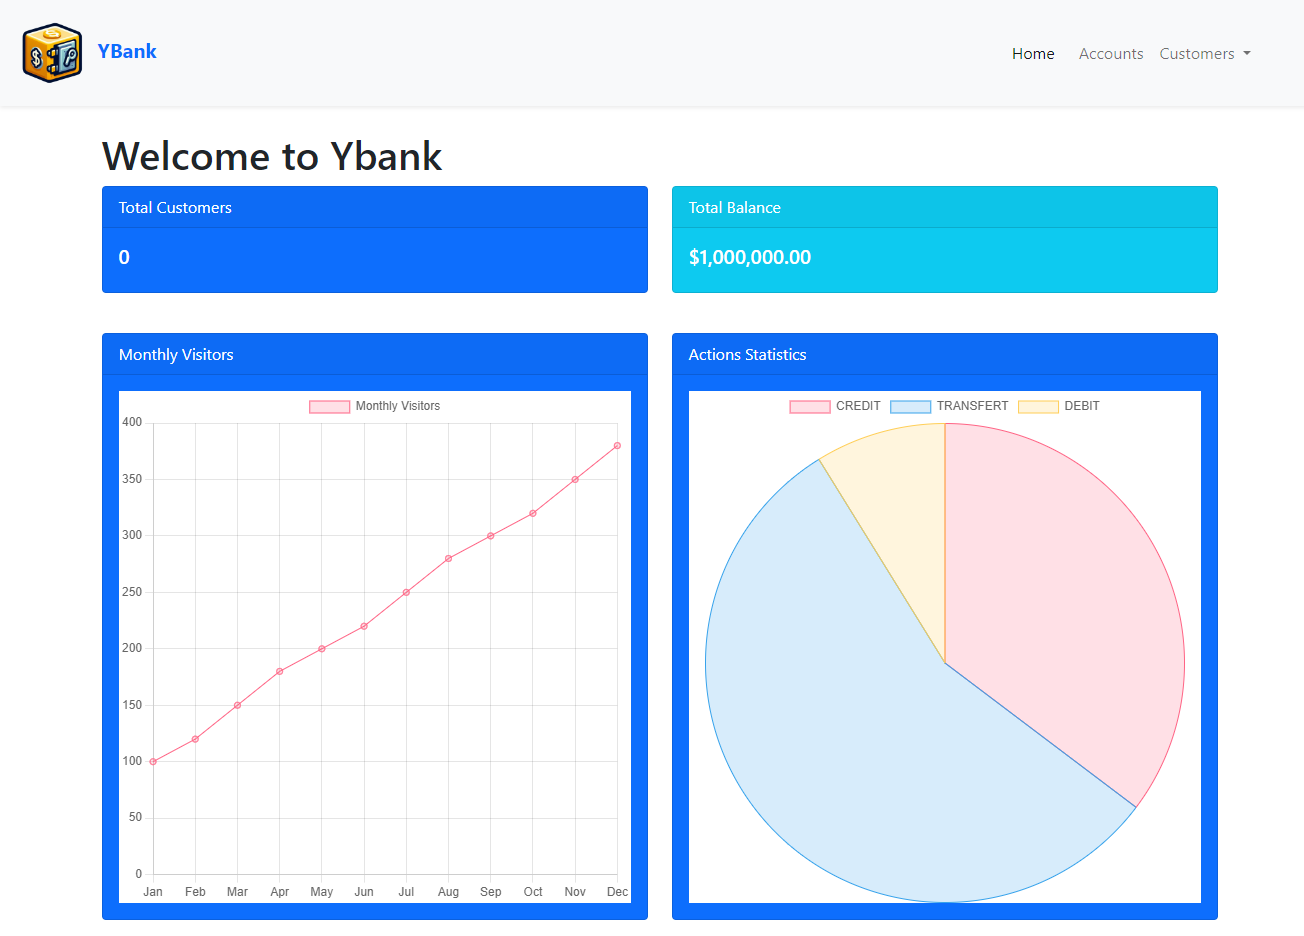 YBank
Home Accounts Customers
Welcome to Ybank
Total Customers
0
Total Balance
$1,000,000.00
Monthly Visitors
Monthly Visitors
400
350
300
250
200
150
100
50
0
Jan Feb Mar Apr May Jun Jul Aug Sep Oct Nov Dec
Actions Statistics
CREDIT TRANSFERT DEBIT